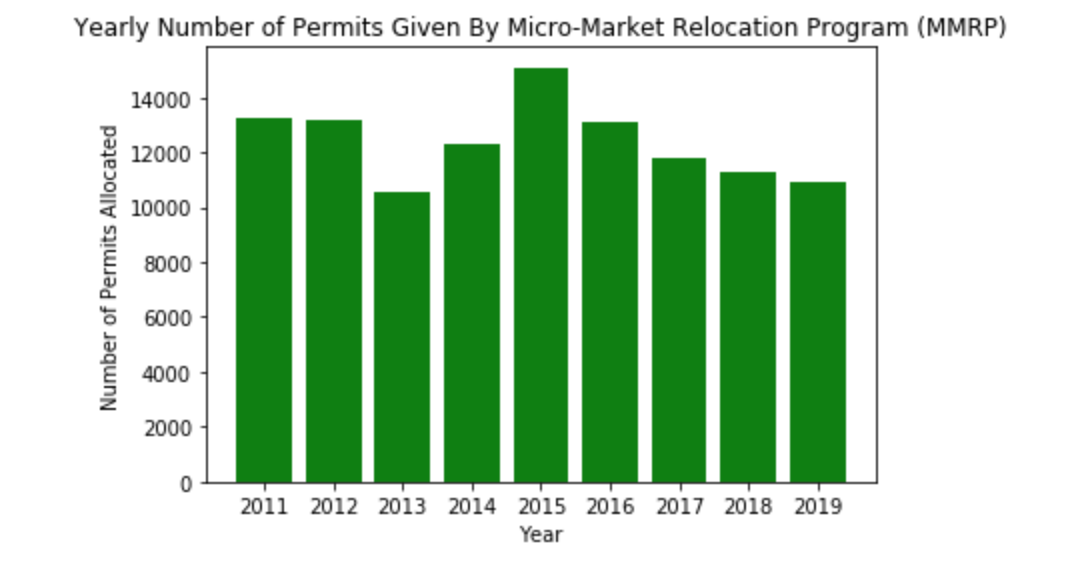 Yearly Number of Permits Given By Micro-Market Relocation Program (MMRP)
Number of Permits Allocated
14000
12000
10000
8000
6000
4000
2000
0
2011 2012 2013 2014 2015 2016 2017 2018 2019
Year